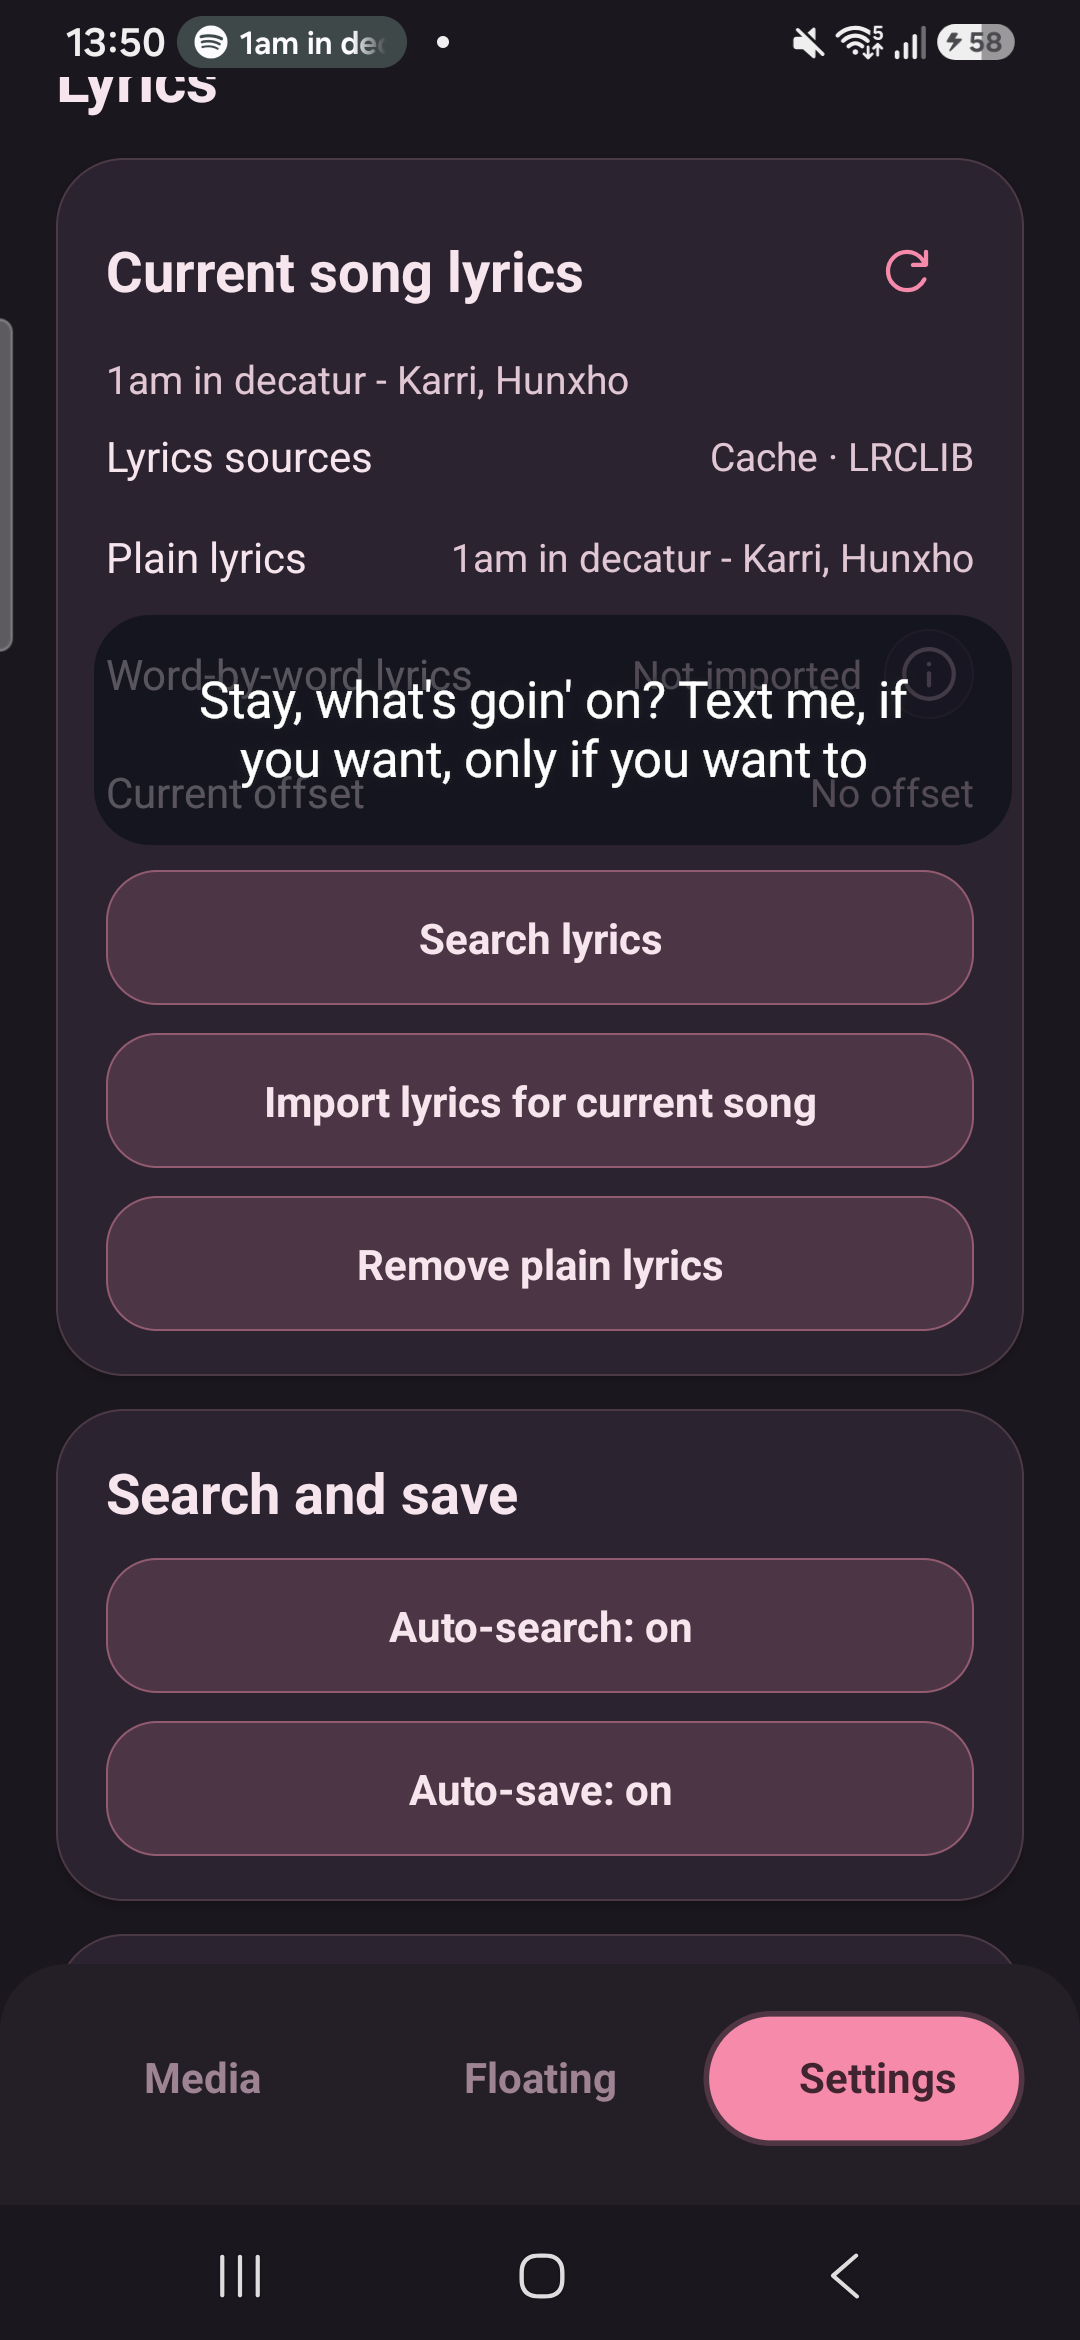 13:50
1am in dec
5
58
Lyrics
Current song lyrics
1am in decatur - Karri, Hunxho
Lyrics sources
Cache · LRCLIB
Plain lyrics
1am in decatur - Karri, Hunxho
Word-by-word lyrics
Not imported
Stay, what's goin' on? Text me, if
you want, only if you want to
Current offset
No offset
Search lyrics
Import lyrics for current song
Remove plain lyrics
Search and save
Auto-search: on
Auto-save: on
Media
Floating
Settings